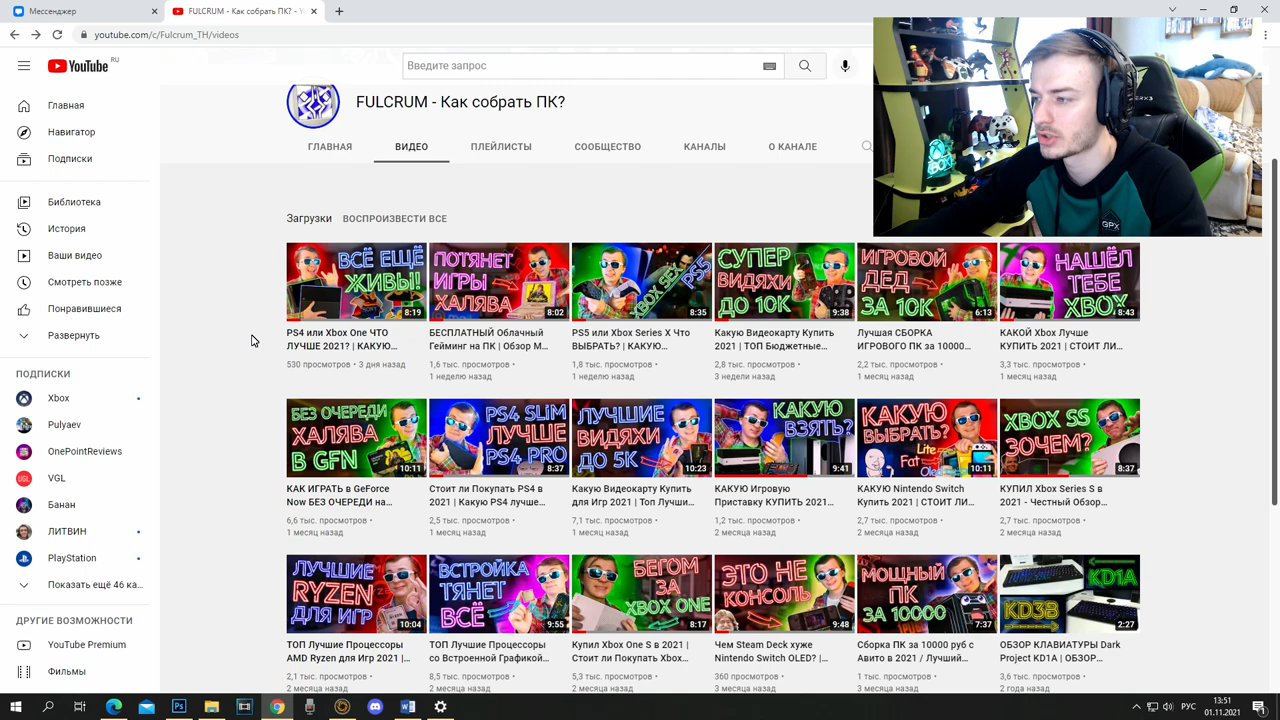 Мессенджер
FULCRUM - Как собрать ПК? - Y
youtube.com/c/Fulcrum_TH/videos
YouTube
RU
Введите запрос
FULCRUM - Как собрать ПК?
ГЛАВНАЯ
ВИДЕО
ПЛЕЙЛИСТЫ
СООБЩЕСТВО
КАНАЛЫ
О КАНАЛЕ
Главная
Навигатор
Подписки
Библиотека
История
Ваши видео
Смотреть позже
Понравившиеся
Развернуть
ПОДПИСКИ
Xbox
Pulyaev
OnePointReviews
VGL
Банан
ЛИТВИН
PlayStation
Показать ещё 46 ка...
ДРУГИЕ ВОЗМОЖНОСТИ
YouTube Premium
Фильмы
Загрузки
ВОСПРОИЗВЕСТИ ВСЕ
ВСЁ ЕЩЁ
ЖИВЫ!
8:19
PS4 или Xbox One ЧТО
ЛУЧШЕ 2021? | КАКУЮ...
530 просмотров • 3 дня назад
ПОТЯНЕТ
ИГРЫ
ХАЛЯВА
8:02
БЕСПЛАТНЫЙ Облачный
Гейминг на ПК | Обзор M...
1,6 тыс. просмотров •
1 неделю назад
XBOX SEX
PS5
8:35
PS5 или Xbox Series X Что
ВЫБРАТЬ? | КАКУЮ...
1,8 тыс. просмотров •
1 неделю назад
СУПЕР
ВИДЯХИ
ДО 10К
9:38
Какую Видеокарту Купить
2021 | ТОП Бюджетные...
2,8 тыс. просмотров •
3 недели назад
ИГРОВОЙ
ДЕД
ЗА 10К
6:13
Лучшая СБОРКА
ИГРОВОГО ПК за 10000...
2,2 тыс. просмотров •
1 месяц назад
НАШЁЛ
ТЕБЕ
XBOX
8:43
КАКОЙ Xbox Лучше
КУПИТЬ 2021 | СТОИТ ЛИ...
3,3 тыс. просмотров •
1 месяц назад
БЕЗ ОЧЕРЕДИ
ХАЛЯВА
В GFN
10:11
КАК ИГРАТЬ в GeForce
Now БЕЗ ОЧЕРЕДИ на...
6,6 тыс. просмотров •
1 месяц назад
PS4 SLIM
ЛУЧШЕ
PS4 PRO
8:37
Стоит ли Покупать PS4 в
2021 | Какую PS4 лучше...
2,5 тыс. просмотров •
1 месяц назад
ЛУЧШИЕ
ВИДЯХИ
ДО 5К
10:23
Какую Видеокарту Купить
для Игр 2021 | Топ Лучши...
7,1 тыс. просмотров •
1 месяц назад
КАКУЮ
ВЗЯТЬ?
9:41
КАКУЮ Игровую
Приставку КУПИТЬ 2021...
1,2 тыс. просмотров •
2 месяца назад
КАКУЮ
ВЫБРАТЬ?
Lite
Fat
10:11
КАКУЮ Nintendo Switch
Купить 2021 | СТОИТ ЛИ...
2,7 тыс. просмотров •
2 месяца назад
XBOX SS
ЗОЧЕМ?
8:37
КУПИЛ Xbox Series S в
2021 - Честный Обзор...
2,7 тыс. просмотров •
2 месяца назад
ЛУЧШИЕ
RYZEN
ДЛЯ ИГР
10:04
ТОП Лучшие Процессоры
AMD Ryzen для Игр 2021 |...
2,1 тыс. просмотров •
2 месяца назад
ВСТРОЙКА
ТЯНЕТ
ВСЁ
9:55
ТОП Лучшие Процессоры
со Встроенной Графикой...
8,5 тыс. просмотров •
2 месяца назад
БЕГОМ
ЗА
XBOX ONE
8:17
Купил Xbox One S в 2021 |
Стоит ли Покупать Xbox...
5,3 тыс. просмотров •
2 месяца назад
ЭТО НЕ
КОНСОЛЬ
9:48
Чем Steam Deck хуже
Nintendo Switch OLED? |...
360 просмотров •
3 месяца назад
МОЩНЫЙ
ПК
ЗА 10000
7:37
Сборка ПК за 10000 руб с
Авито в 2021 / Лучший...
1 тыс. просмотров •
3 месяца назад
KD1A
KD3B
2:27
ОБЗОР КЛАВИАТУРЫ Dark
Project KD1A | ОБЗОР...
3,6 тыс. просмотров •
2 года назад
XBOX
GPX
РУС
13:51
01.11.2021